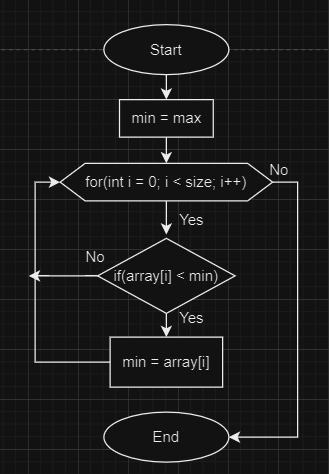 Start
min = max
for(int i = 0; i < size; i++)
No
Yes
No
if(array[i] < min)
Yes
min = array[i]
End